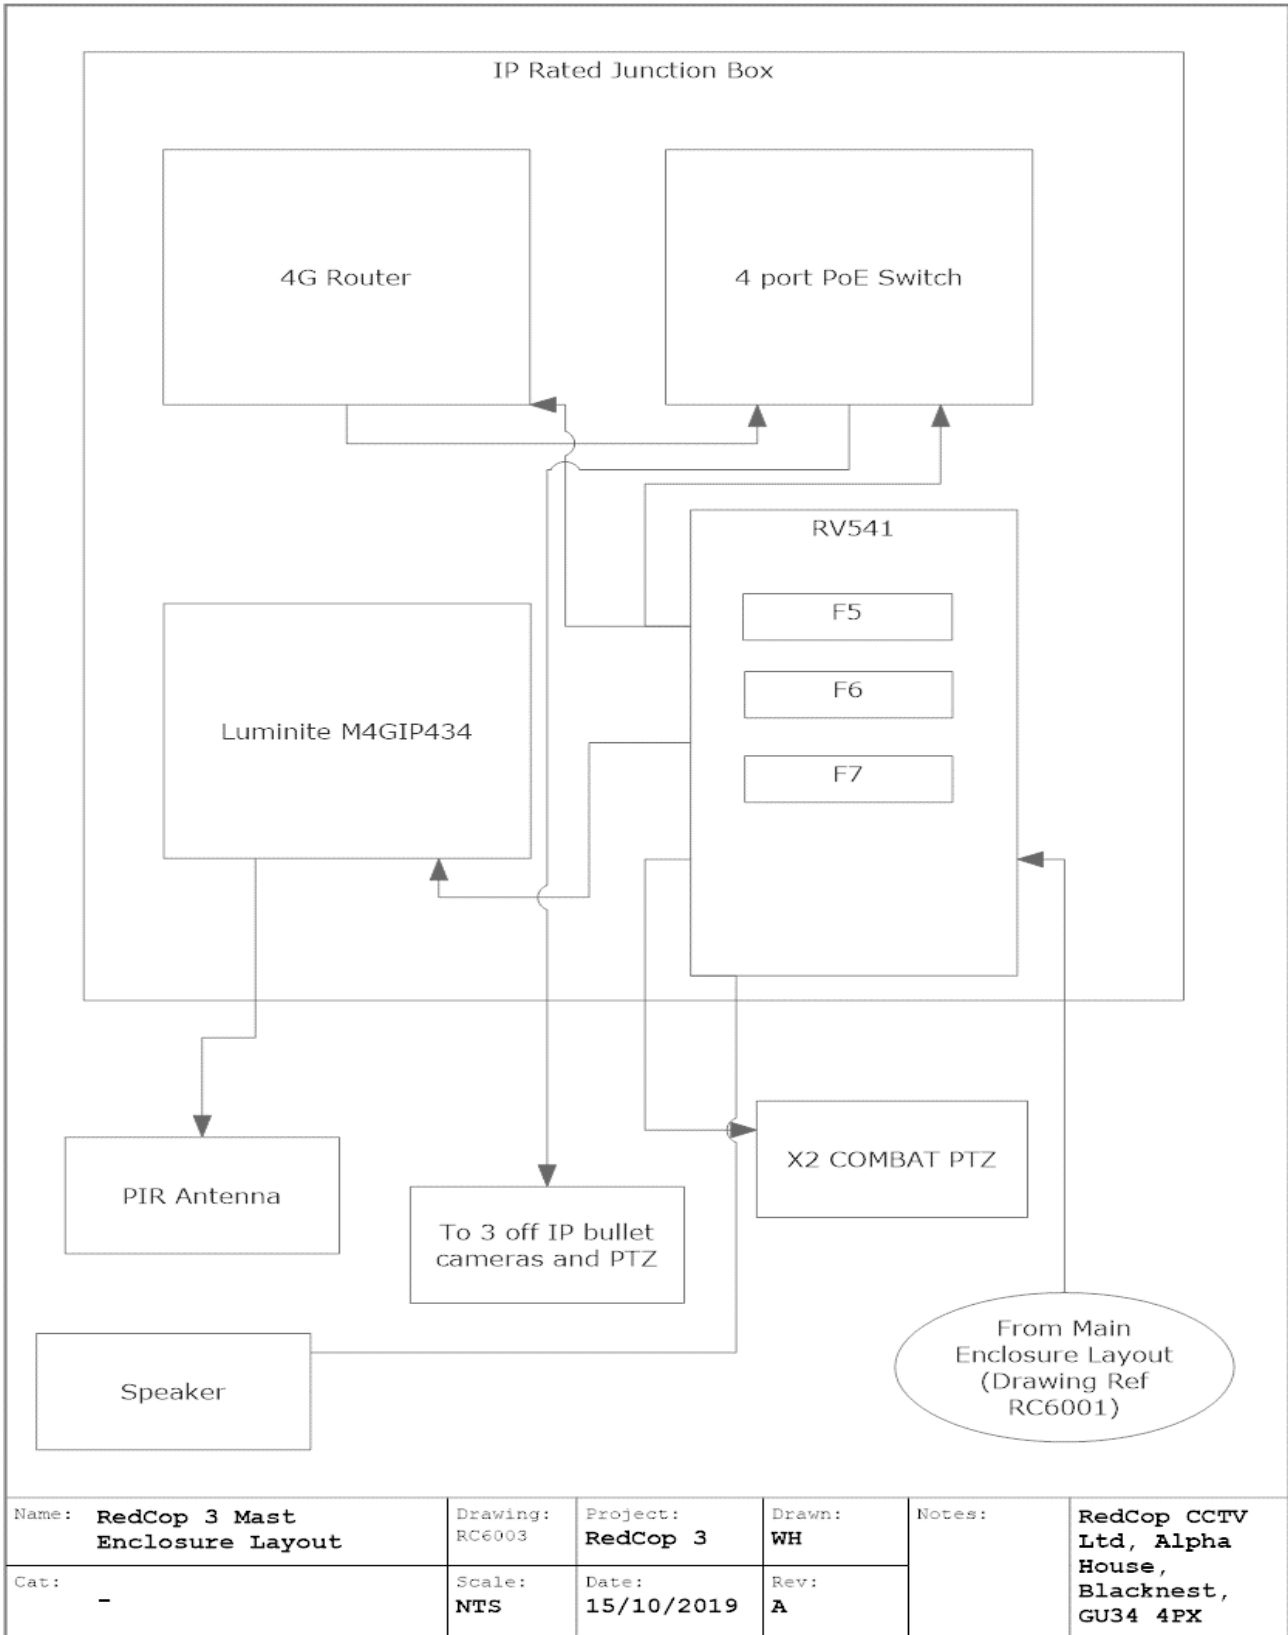 IP Rated Junction Box
4G Router
4 port PoE Switch
RV541
F5
F6
F7
Luminite M4GIP434
X2 COMBAT PTZ
PIR Antenna
To 3 off IP bullet
cameras and PTZ
From Main
Enclosure Layout
(Drawing Ref
RC6001)
Speaker
Name: RedCop 3 Mast
Enclosure Layout
Drawing:
RC6003
Project:
RedCop 3
Drawn:
WH
Notes:
RedCop CCTV
Ltd, Alpha
House,
Blacknest,
GU34 4PX
Cat:
-
Scale:
NTS
Date:
15/10/2019
Rev:
A